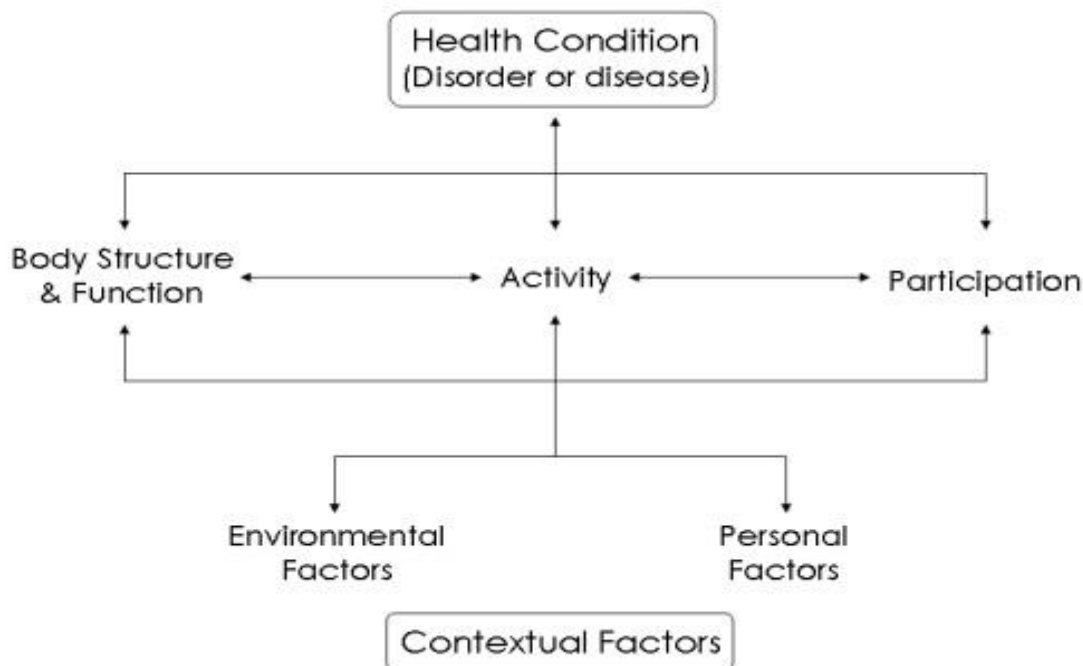 Health Condition
(Disorder or disease)
Body Structure
& Function
Activity
Participation
Environmental
Factors
Personal
Factors
Contextual Factors